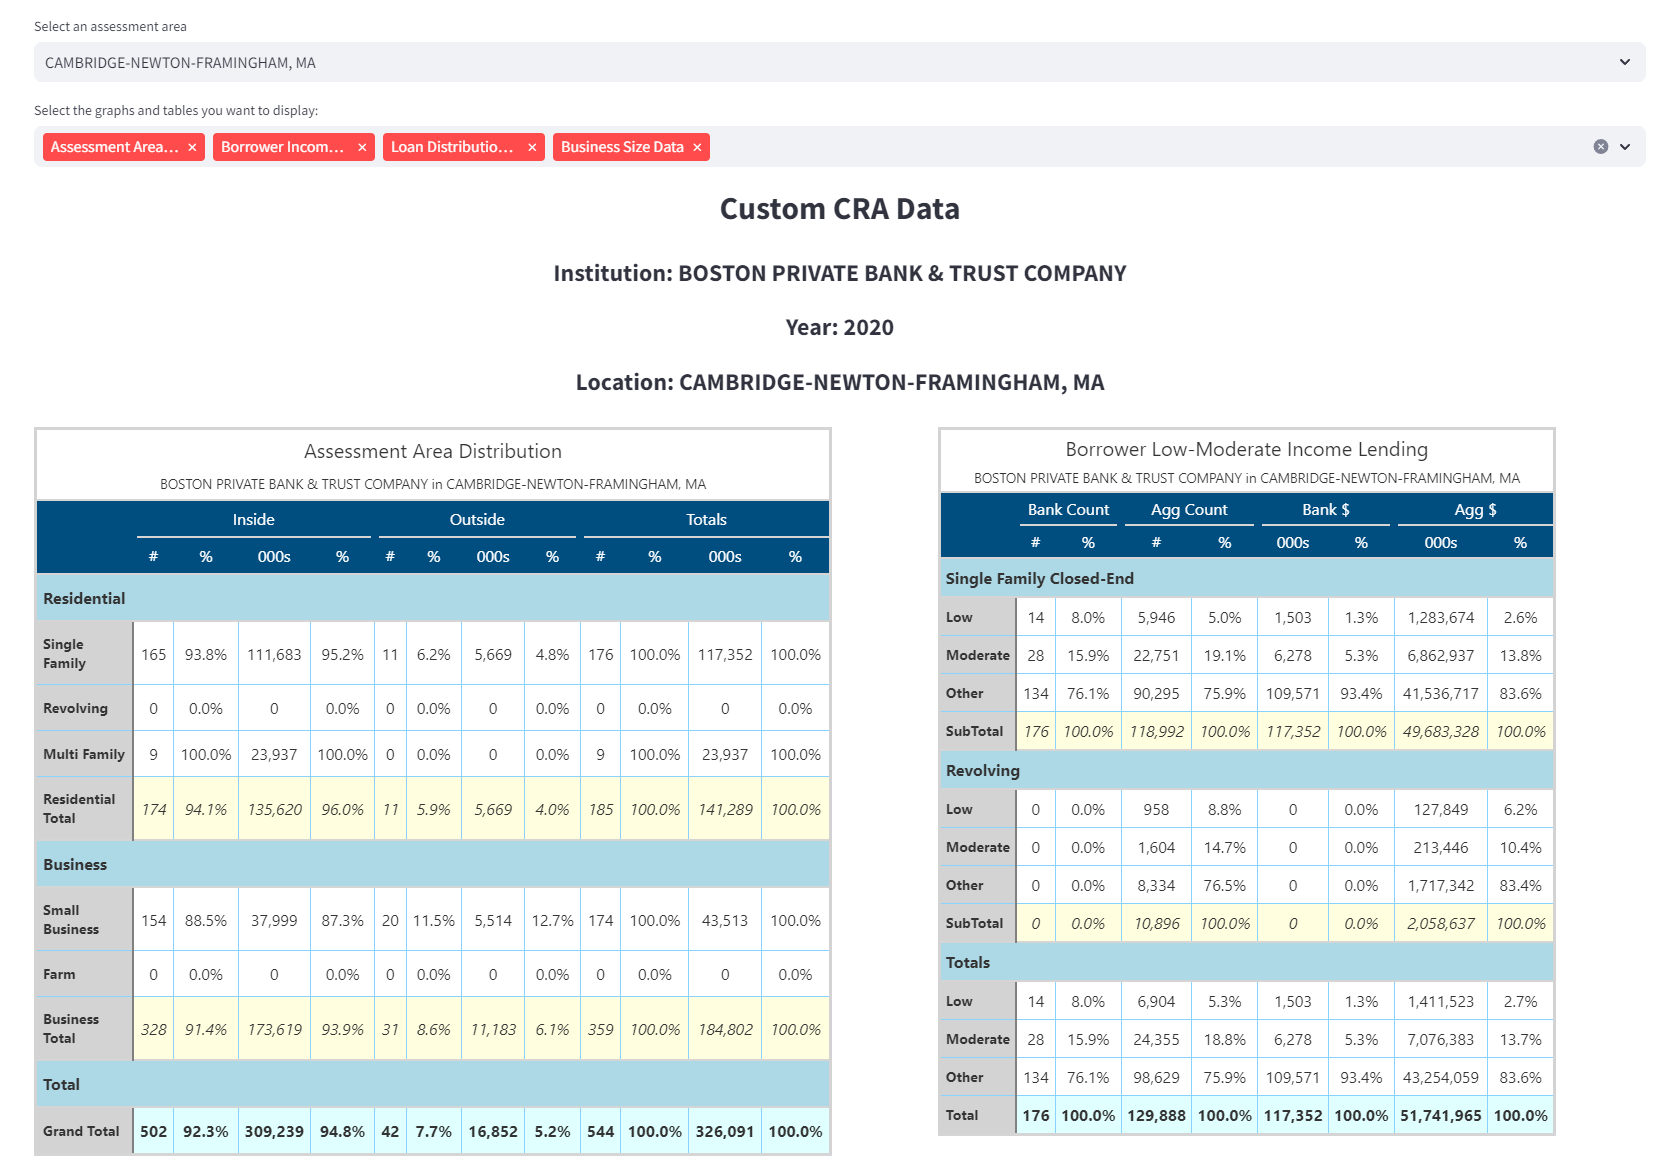 Select an assessment area
CAMBRIDGE-NEWTON-FRAMINGHAM, MA
Select the graphs and tables you want to display:
Assessment Area... × Borrower Incom... × Loan Distributio... × Business Size Data ×
Custom CRA Data
Institution: BOSTON PRIVATE BANK & TRUST COMPANY
Year: 2020
Location: CAMBRIDGE-NEWTON-FRAMINGHAM, MA
Assessment Area Distribution
BOSTON PRIVATE BANK & TRUST COMPANY in CAMBRIDGE-NEWTON-FRAMINGHAM, MA
Inside Outside Totals
# % 000s % # % 000s % # % 000s %
Residential
Single
Family 165 93.8% 111,683 95.2% 11 6.2% 5,669 4.8% 176 100.0% 117,352 100.0%
Revolving 0 0.0% 0 0.0% 0 0.0% 0 0.0% 0 0.0% 0 0.0%
Multi Family 9 100.0% 23,937 100.0% 0 0.0% 0 0.0% 9 100.0% 23,937 100.0%
Residential
Total 174 94.1% 135,620 96.0% 11 5.9% 5,669 4.0% 185 100.0% 141,289 100.0%
Business
Small
Business 154 88.5% 37,999 87.3% 20 11.5% 5,514 12.7% 174 100.0% 43,513 100.0%
Farm 0 0.0% 0 0.0% 0 0.0% 0 0.0% 0 0.0% 0 0.0%
Business
Total 328 91.4% 173,619 93.9% 31 8.6% 11,183 6.1% 359 100.0% 184,802 100.0%
Total
Grand Total 502 92.3% 309,239 94.8% 42 7.7% 16,852 5.2% 544 100.0% 326,091 100.0%
Borrower Low-Moderate Income Lending
BOSTON PRIVATE BANK & TRUST COMPANY in CAMBRIDGE-NEWTON-FRAMINGHAM, MA
Bank Count Agg Count Bank $ Agg $
# % # % 000s % 000s %
Single Family Closed-End
Low 14 8.0% 5,946 5.0% 1,503 1.3% 1,283,674 2.6%
Moderate 28 15.9% 22,751 19.1% 6,278 5.3% 6,862,937 13.8%
Other 134 76.1% 90,295 75.9% 109,571 93.4% 41,536,717 83.6%
SubTotal 176 100.0% 118,992 100.0% 117,352 100.0% 49,683,328 100.0%
Revolving
Low 0 0.0% 958 8.8% 0 0.0% 127,849 6.2%
Moderate 0 0.0% 1,604 14.7% 0 0.0% 213,446 10.4%
Other 0 0.0% 8,334 76.5% 0 0.0% 1,717,342 83.4%
SubTotal 0 0.0% 10,896 100.0% 0 0.0% 2,058,637 100.0%
Totals
Low 14 8.0% 6,904 5.3% 1,503 1.3% 1,411,523 2.7%
Moderate 28 15.9% 24,355 18.8% 6,278 5.3% 7,076,383 13.7%
Other 134 76.1% 98,629 75.9% 109,571 93.4% 43,254,059 83.6%
Total 176 100.0% 129,888 100.0% 117,352 100.0% 51,741,965 100.0%